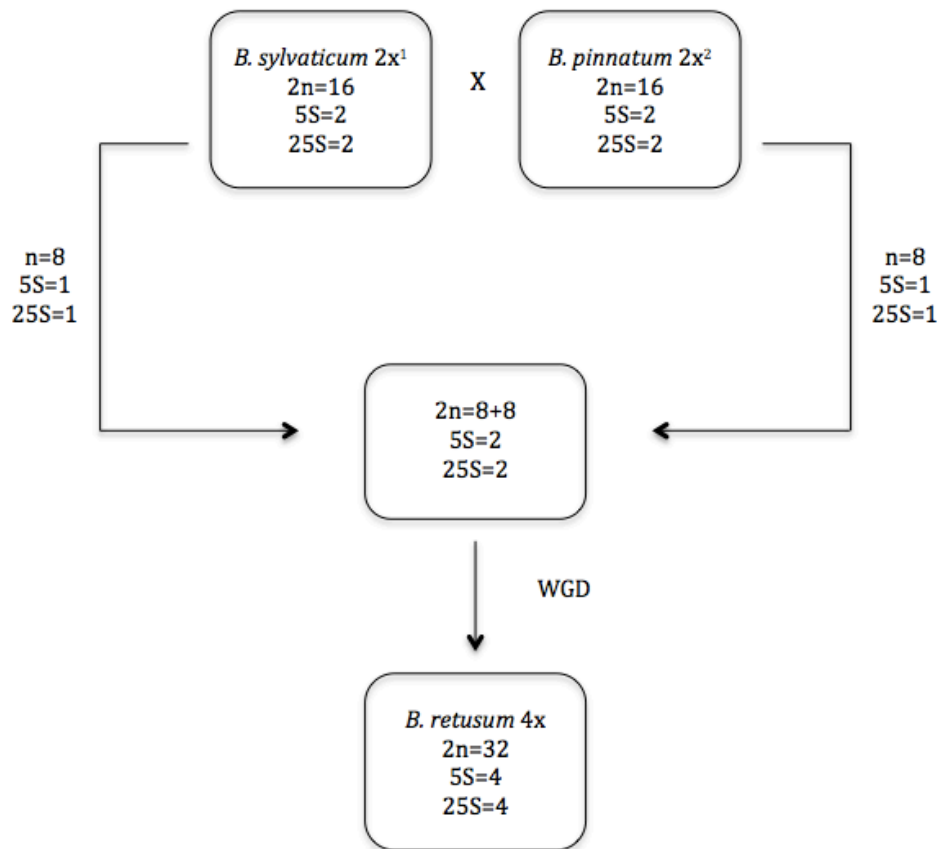 B. sylvaticum 2x¹
2n=16
5S=2
25S=2
X
B. pinnatum 2x²
2n=16
5S=2
25S=2
n=8
5S=1
25S=1
n=8
5S=1
25S=1
2n=8+8
5S=2
25S=2
WGD
B. retusum 4x
2n=32
5S=4
25S=4